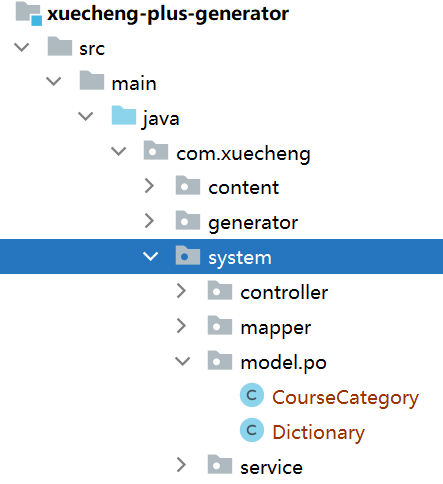 xuecheng-plus-generator
src
main
java
com.xuecheng
content
generator
system
controller
mapper
model.po
CourseCategory
Dictionary
service